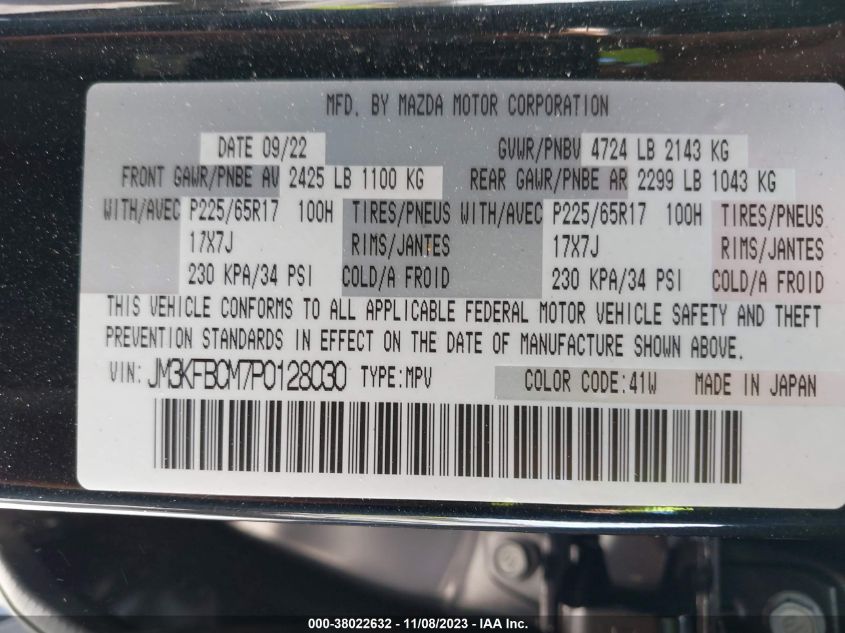 MFD. BY MAZDA MOTOR CORPORATION
DATE 09/22 GVWR/PNBV 4724 LB 2143 KG
FRONT GAWR/PNBE AV 2425 LB 1100 KG REAR GAWR/PNBE AR 2299 LB 1043 KG
WITH/AVEC P225/65R17 100H TIRES/PNEUS WITH/AVEC P225/65R17 100H TIRES/PNEUS
17X7J RIMS/JANTES 17X7J RIMS/JANTES
230 KPA/34 PSI COLD/A FROID 230 KPA/34 PSI COLD/A FROID
THIS VEHICLE CONFORMS TO ALL APPLICABLE FEDERAL MOTOR VEHICLE SAFETY AND THEFT
PREVENTION STANDARDS IN EFFECT ON THE DATE OF MANUFACTURE SHOWN ABOVE.
VIN: JM3KFBCM7P0128030 TYPE:MPV COLOR CODE:41W MADE IN JAPAN
000-38022632 - 11/08/2023 - IAA Inc.